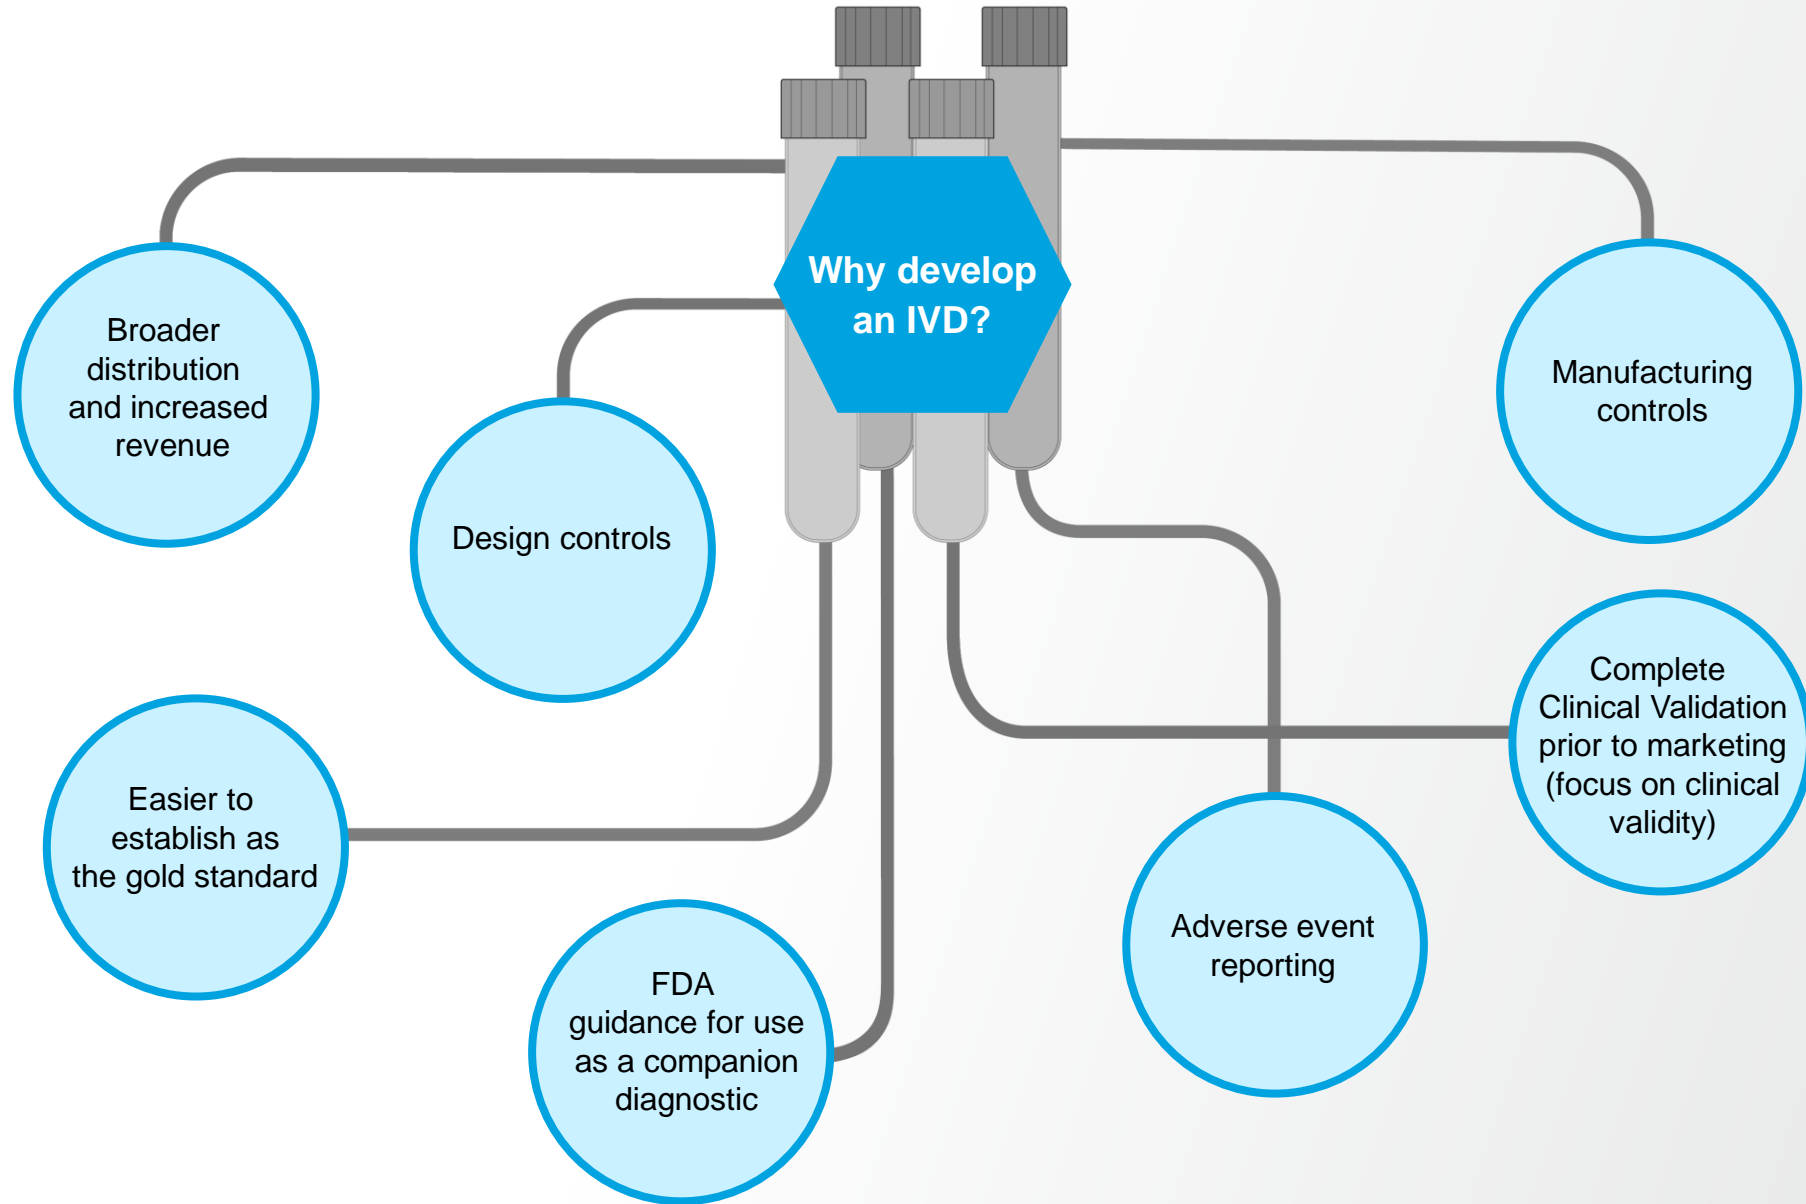 Why develop
an IVD?
Broader
distribution
and increased
revenue
Design controls
Easier to
establish as
the gold standard
FDA
guidance for use
as a companion
diagnostic
Adverse event
reporting
Complete
Clinical Validation
prior to marketing
(focus on clinical
validity)
Manufacturing
controls